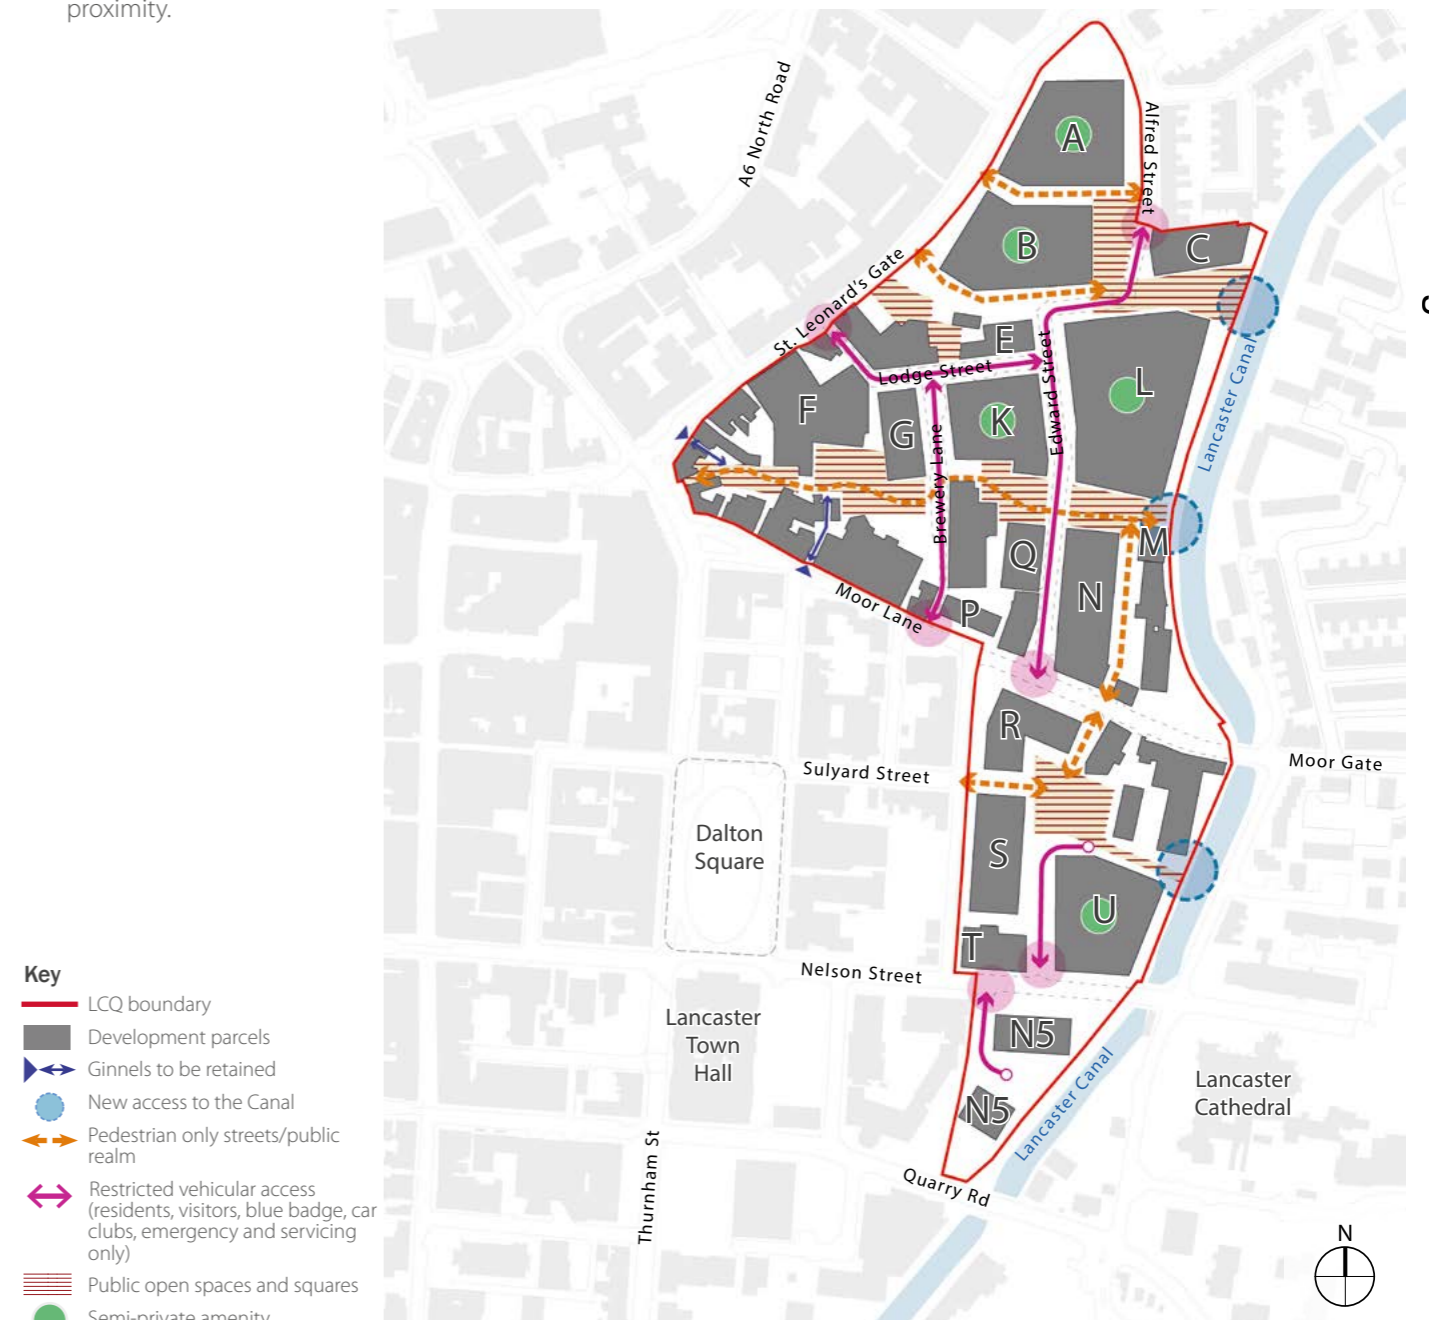 proximity.
A6 North Road
Alfred Street
A
B
C
St. Leonard's Gate
E
Lodge Street
Edward Street
Lancaster Canal
L
F
G
K
Brewery Lane
M
Q
N
P
Moor Lane
R
Moor Gate
Sulyard Street
Dalton
Square
S
U
T
Nelson Street
Lancaster
Town
Hall
N5
N5
Lancaster Canal
Lancaster
Cathedral
Quarry Rd
Thurnham St
N
Key
LCQ boundary
Development parcels
Ginnels to be retained
New access to the Canal
Pedestrian only streets/public
realm
Restricted vehicular access
(residents, visitors, blue badge, car
clubs, emergency and servicing
only)
Public open spaces and squares
Semi-private amenity